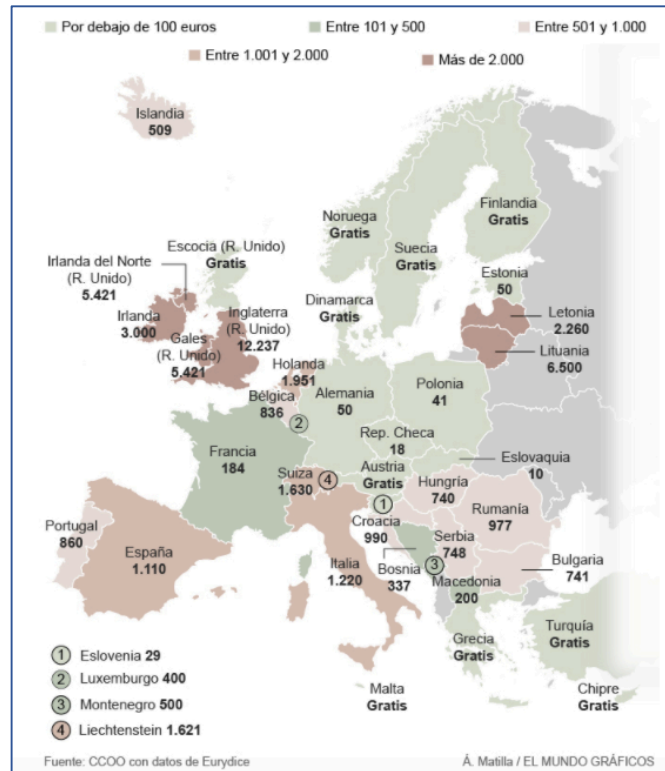 Por debajo de 100 euros
Entre 101 y 500
Entre 501 y 1.000
Entre 1.001 y 2.000
Más de 2.000
Islandia
509
Noruega
Gratis
Suecia
Gratis
Finlandia
Gratis
Escocia (R. Unido)
Gratis
Irlanda del Norte
(R. Unido)
5.421
Irlanda
3.000
Gales
(R. Unido)
5.421
Inglaterra
(R. Unido)
12.237
Dinamarca
Gratis
Estonia
50
Letonia
2.260
Lituania
6.500
Holanda
1.951
Bélgica
836
2
Alemania
50
Polonia
41
Rep. Checa
18
Eslovaquia
10
Francia
184
Suiza
1.630
4
Austria
Gratis
1
Hungría
740
Rumanía
977
Croacia
990
Serbia
748
Bosnia
337
3
Bulgaria
741
Macedonia
200
Portugal
860
España
1.110
Italia
1.220
Grecia
Gratis
Turquía
Gratis
Malta
Gratis
Chipre
Gratis
1 Eslovenia 29
2 Luxemburgo 400
3 Montenegro 500
4 Liechtenstein 1.621
Fuente: CCOO con datos de Eurydice
Á. Matilla / EL MUNDO GRÁFICOS